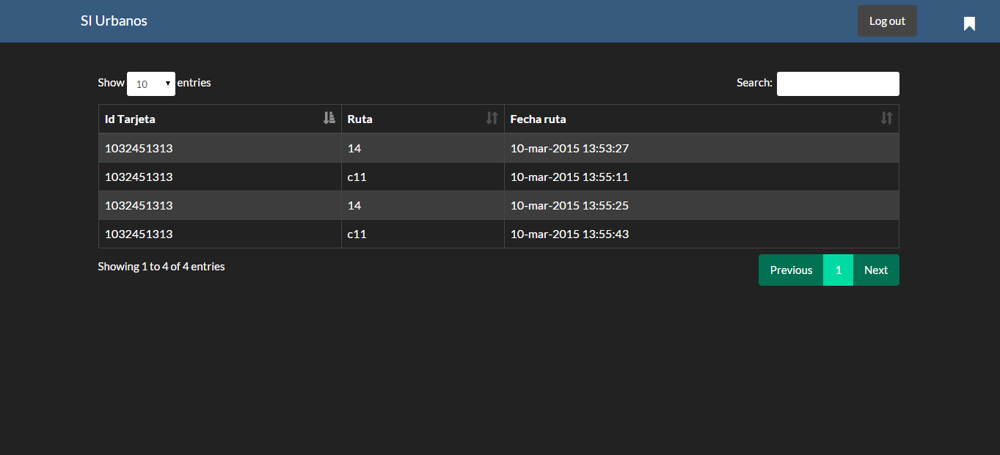 SI Urbanos Log out
Show 10 entries Search:
Id Tarjeta Ruta Fecha ruta
1032451313 14 10-mar-2015 13:53:27
1032451313 c11 10-mar-2015 13:55:11
1032451313 14 10-mar-2015 13:55:25
1032451313 c11 10-mar-2015 13:55:43
Showing 1 to 4 of 4 entries Previous 1 Next